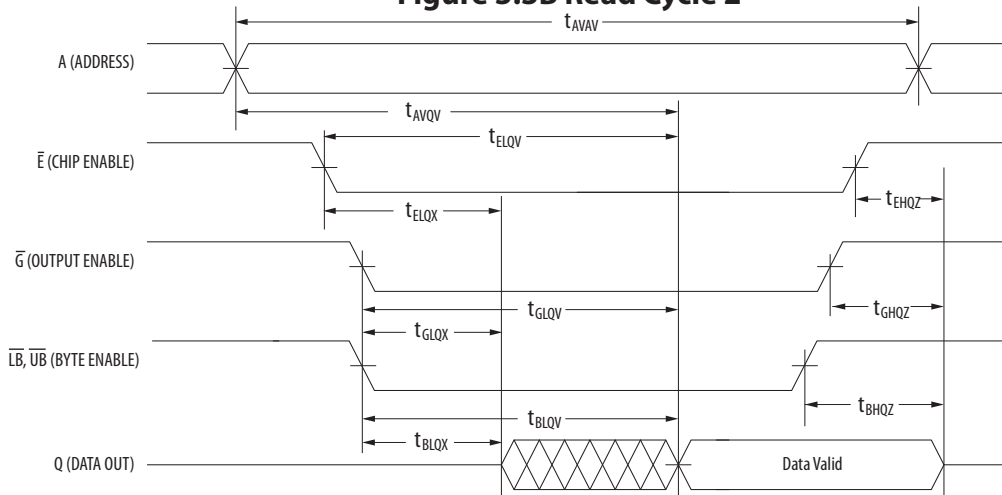 Figure 3.3B Read Cycle 2
tAVAV
A (ADDRESS)
tAVQV
tELQV
E̅ (CHIP ENABLE)
tELQX
tEHQZ
G̅ (OUTPUT ENABLE)
tGLQV
tGLQX
tGHQZ
L̅B̅, U̅B̅ (BYTE ENABLE)
tBHQZ
tBLQV
tBLQX
Q (DATA OUT)
Data Valid